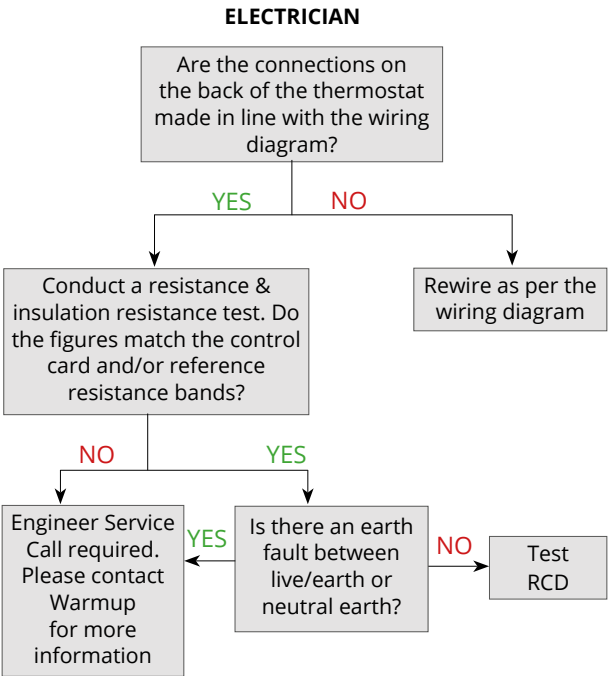 ELECTRICIAN
Are the connections on
the back of the thermostat
made in line with the wiring
diagram?
YES
NO
Conduct a resistance &
insulation resistance test. Do
the figures match the control
card and/or reference
resistance bands?
Rewire as per the
wiring diagram
NO
YES
Engineer Service
Call required.
Please contact
Warmup
for more
information
YES
Is there an earth
fault between
live/earth or
neutral earth?
NO
Test
RCD